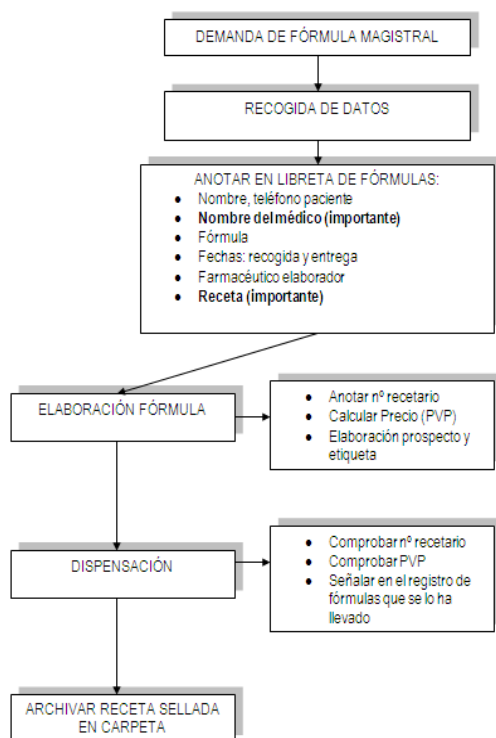 DEMANDA DE FÓRMULA MAGISTRAL
RECOGIDA DE DATOS
ANOTAR EN LIBRETA DE FÓRMULAS:
• Nombre, teléfono paciente
• Nombre del médico (importante)
• Fórmula
• Fechas: recogida y entrega
• Farmacéutico elaborador
• Receta (importante)
ELABORACIÓN FÓRMULA
• Anotar nº recetario
• Calcular Precio (PVP)
• Elaboración prospecto y
etiqueta
DISPENSACIÓN
• Comprobar nº recetario
• Comprobar PVP
• Señalar en el registro de
fórmulas que se lo ha
llevado
ARCHIVAR RECETA SELLADA
EN CARPETA